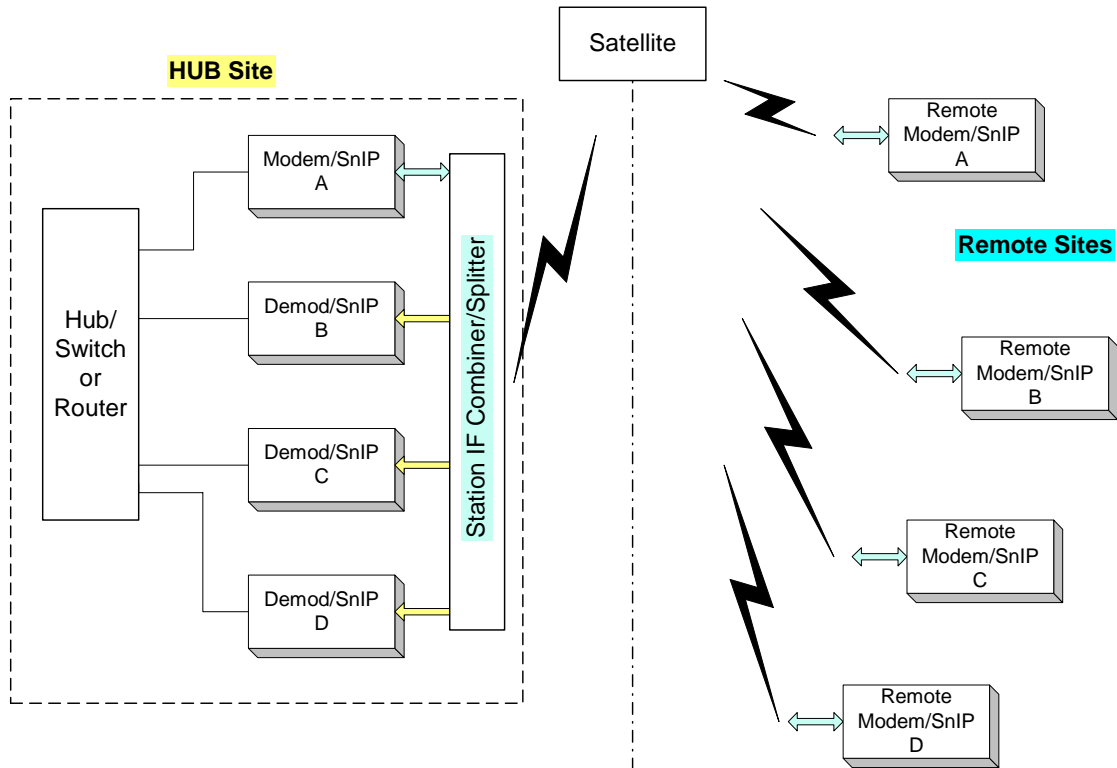 Satellite
HUB Site
Modem/SnIP
A
Demod/SnIP
B
Demod/SnIP
C
Demod/SnIP
D
Hub/
Switch
or
Router
Station IF Combiner/Splitter
Remote
Modem/SnIP
A
Remote Sites
Remote
Modem/SnIP
B
Remote
Modem/SnIP
C
Remote
Modem/SnIP
D